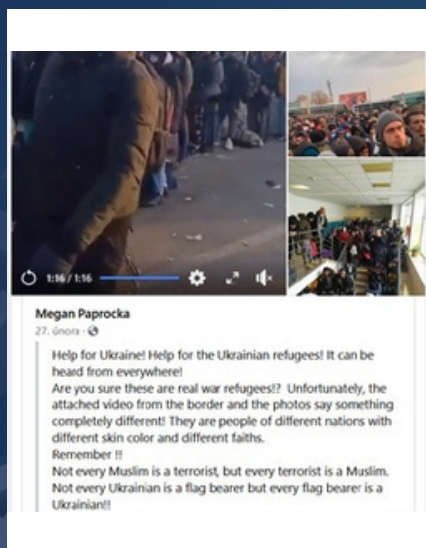 1:16 / 1:16
Megan Paprocka
27. února
Help for Ukraine! Help for the Ukrainian refugees! It can be
heard from everywhere!
Are you sure these are real war refugees!? Unfortunately, the
attached video from the border and the photos say something
completely different! They are people of different nations with
different skin color and different faiths.
Remember !!
Not every Muslim is a terrorist, but every terrorist is a Muslim.
Not every Ukrainian is a flag bearer but every flag bearer is a
Ukrainian!!